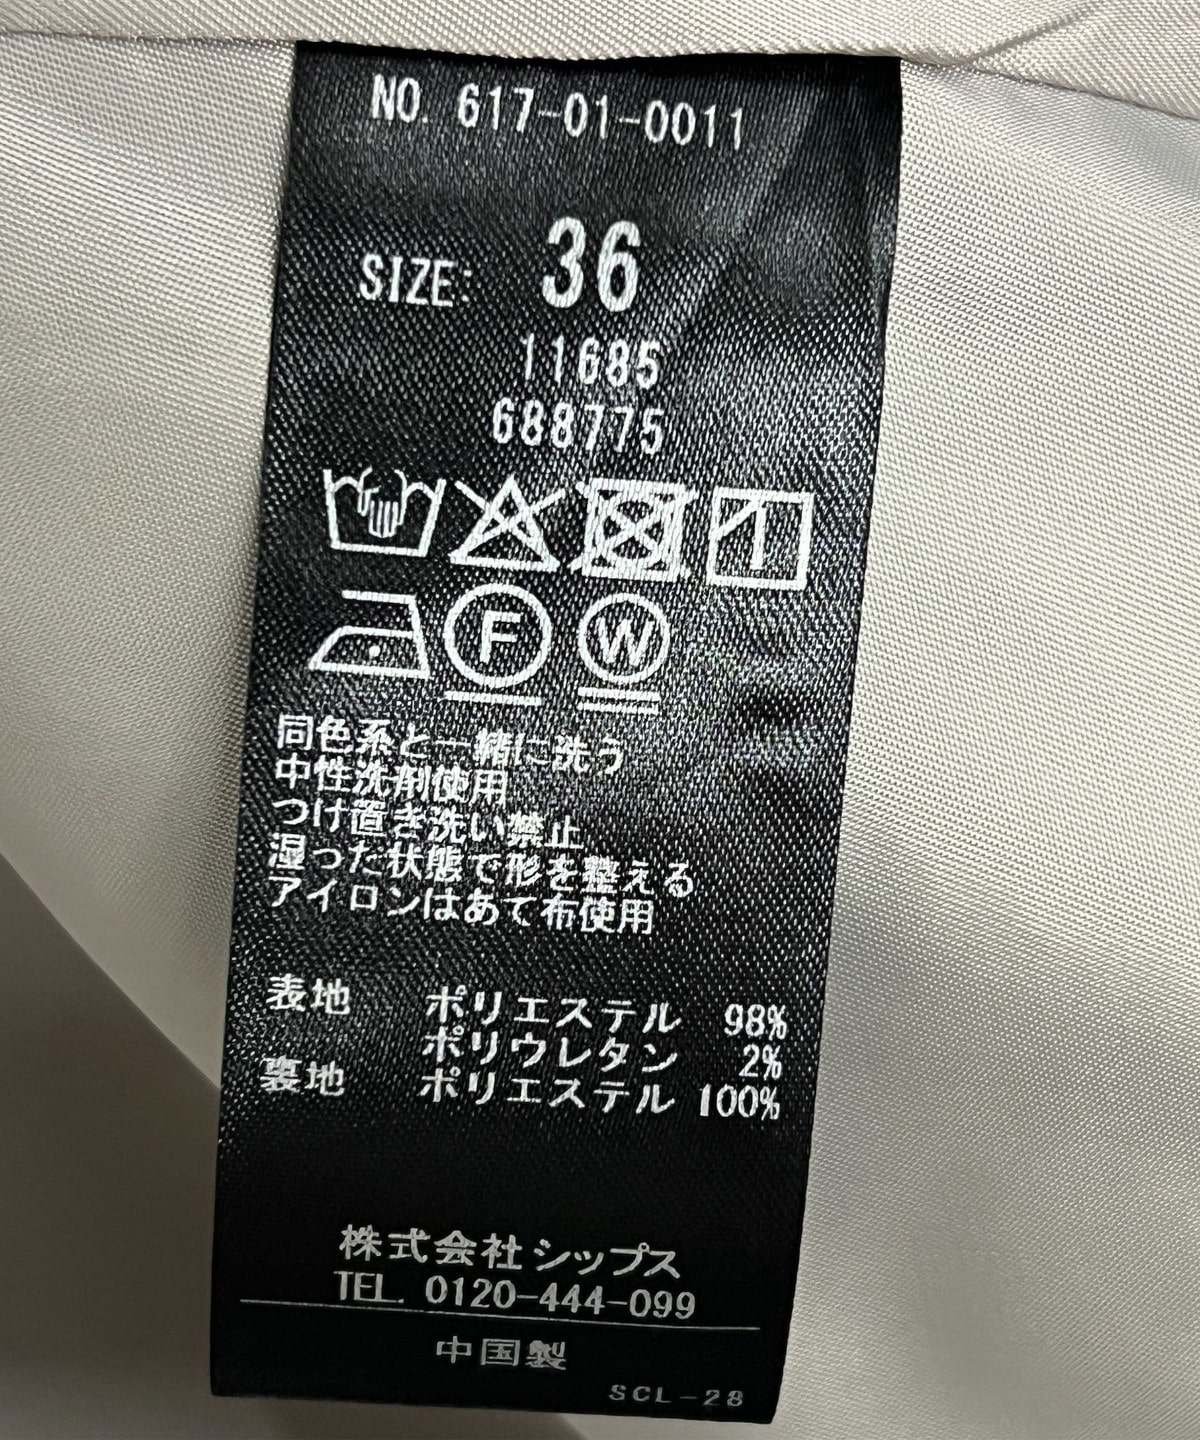 NO. 617-01-0011
SIZE: 36
11685
688775
F W
同色系と一緒に洗う
中性洗剤使用
つけ置き洗い禁止
湿った状態で形を整える
アイロンはあて布使用
表地 ポリエステル 98%
ポリウレタン 2%
裏地 ポリエステル 100%
株式会社シップス
TEL. 0120-444-099
中国製
SCL-28